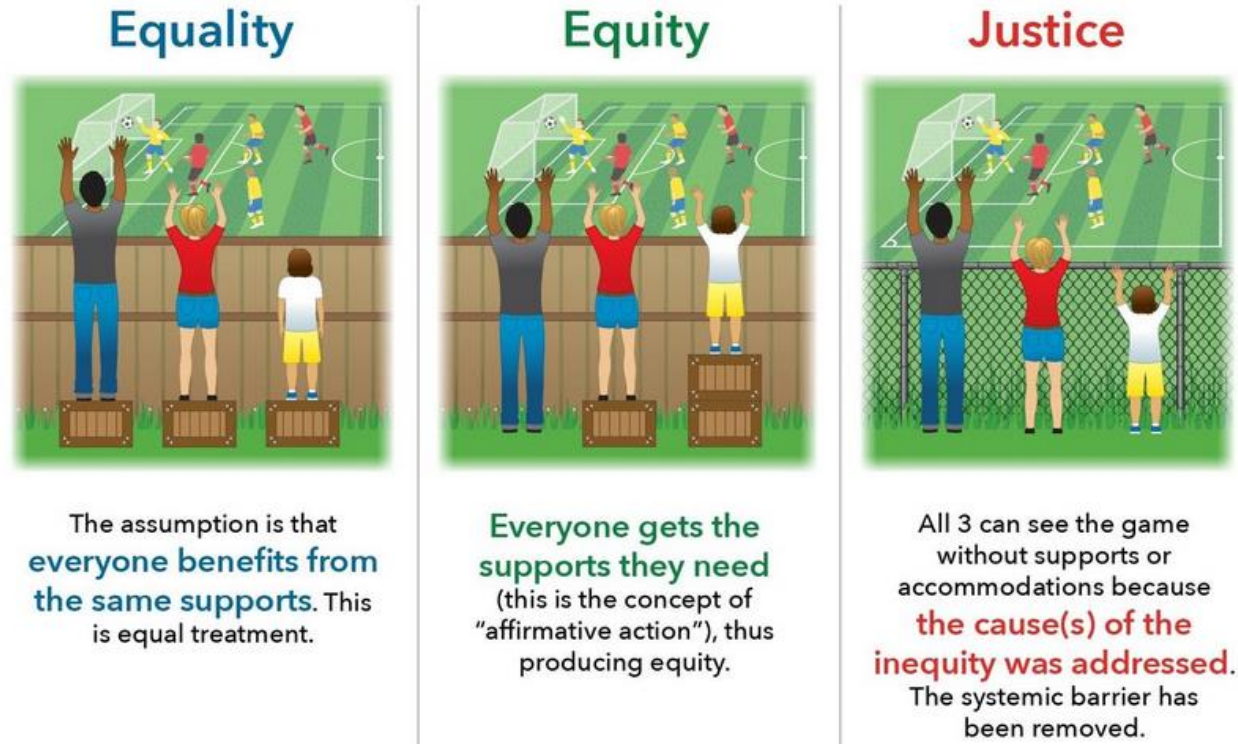 Equality
The assumption is that
everyone benefits from
the same supports. This
is equal treatment.
Equity
Everyone gets the
supports they need
(this is the concept of
“affirmative action”), thus
producing equity.
Justice
All 3 can see the game
without supports or
accommodations because
the cause(s) of the
inequity was addressed.
The systemic barrier has
been removed.